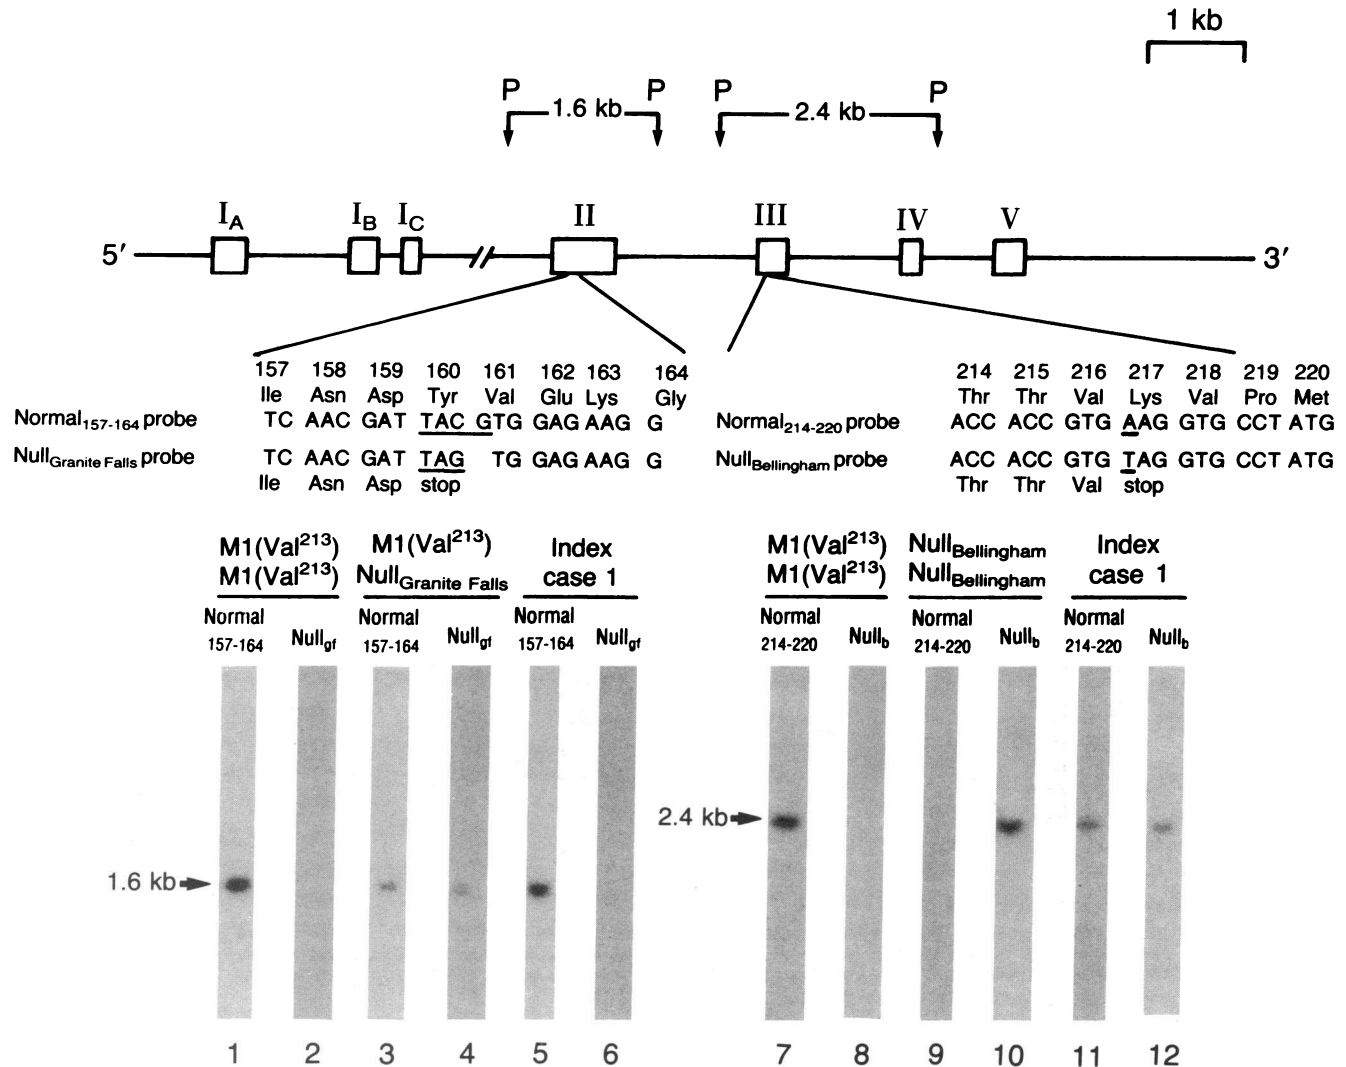 1 kb
P 1.6 kb P P 2.4 kb P
I_A I_B I_C II III IV V
5′ 3′
157 158 159 160 161 162 163 164
Ile Asn Asp Tyr Val Glu Lys Gly
Normal157-164 probe TC AAC GAT TAC GTG GAG AAG G
NullGranite Falls probe TC AAC GAT TAG TG GAG AAG G
Ile Asn Asp stop
214 215 216 217 218 219 220
Thr Thr Val Lys Val Pro Met
Normal214-220 probe ACC ACC GTG AAG GTG CCT ATG
NullBellingham probe ACC ACC GTG TAG GTG CCT ATG
Thr Thr Val stop
M1(Val213) M1(Val213) Index
M1(Val213) NullGranite Falls case 1
Normal 157-164 Nullgf Normal 157-164 Nullgf Normal 157-164 Nullgf
M1(Val213) NullBellingham Index
M1(Val213) NullBellingham case 1
Normal 214-220 Nullb Normal 214-220 Nullb Normal 214-220 Nullb
2.4 kb
1.6 kb
1 2 3 4 5 6 7 8 9 10 11 12